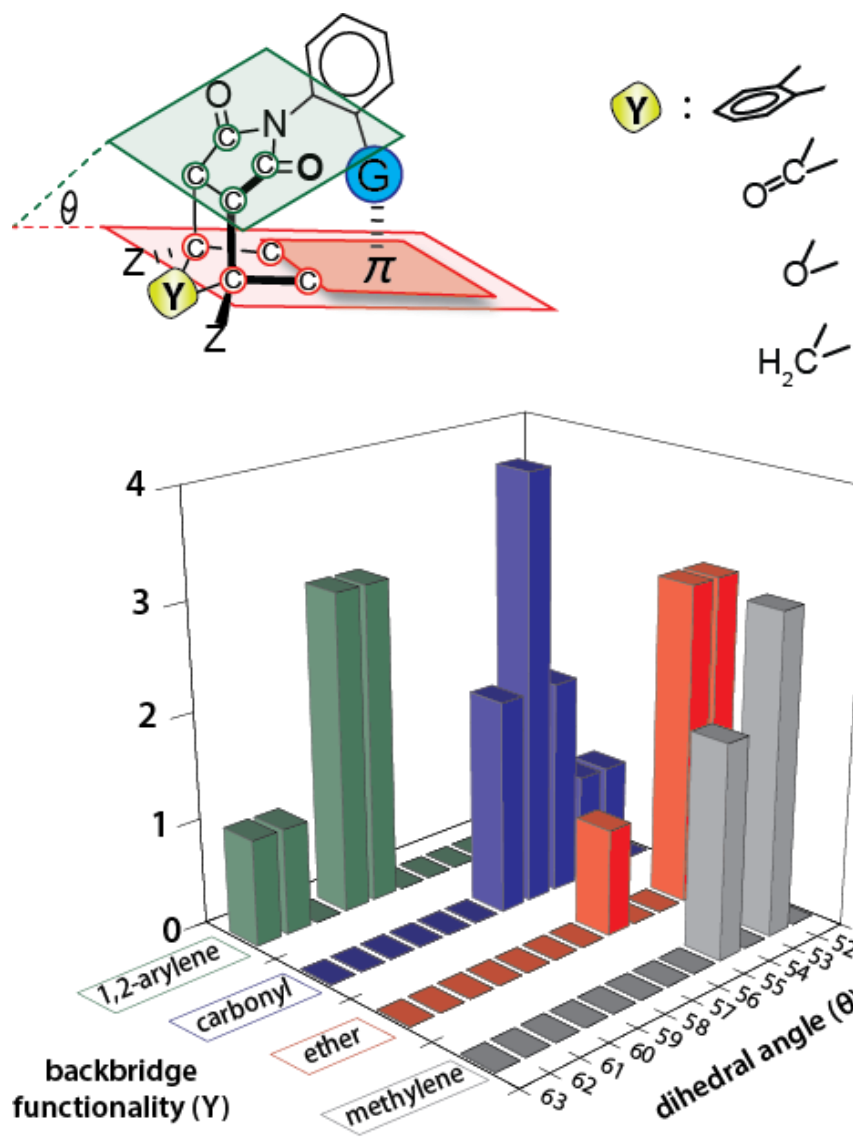 O
C
N
C
C
O
C
G
θ
Z
C
C
π
Y
C
C
Z
Y :
O
C
O
H2C
4
3
2
1
0
1,2-arylene
carbonyl
ether
methylene
backbridge
functionality (Y)
63
62
61
60
59
58
57
56
55
54
53
52
dihedral angle (θ)